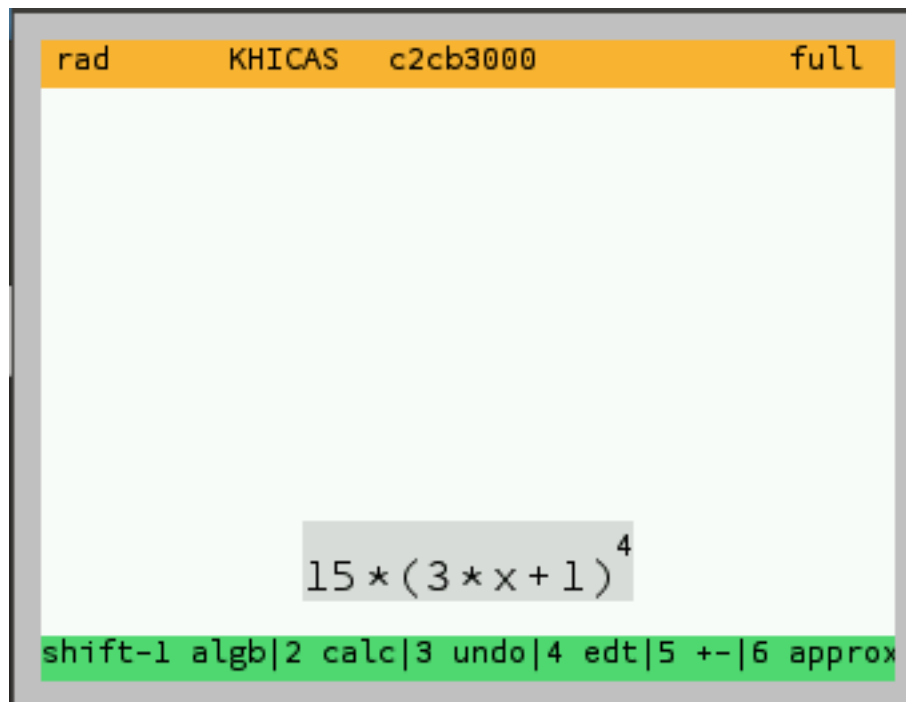 rad KHICAS c2cb3000 full
15*(3*x+1)^4
shift-1 algb|2 calc|3 undo|4 edt|5 +-|6 approx